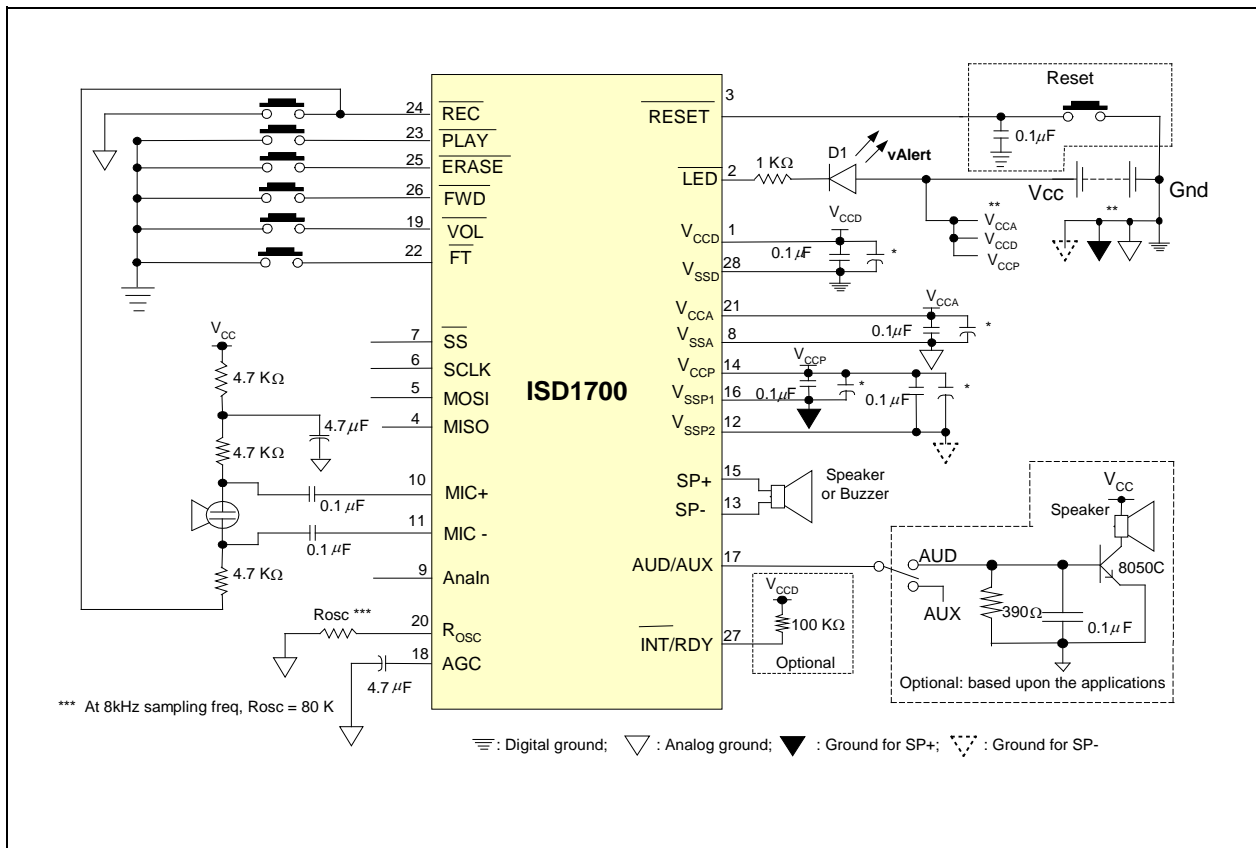 Reset
3
24 REC
RESET
0.1μF
23 PLAY
25 ERASE
D1
vAlert
1 KΩ
2
LED
26 FWD
Vcc
Gnd
**
**
19 VOL
VCCA
VCCD
VCCD
1
VCCD
VCCP
22 FT
0.1μF
*
28
VSSD
21
VCCA
VCCA
VCC
7 SS
0.1μF
*
8
VSSA
6 SCLK
4.7 KΩ
VCCP
14
VCCP
5 MOSI
ISD1700
0.1μF
*
0.1μF
*
16
VSSP1
4 MISO
4.7μF
12
VSSP2
4.7 KΩ
15
SP+
Speaker
or Buzzer
10 MIC+
0.1μF
13
SP-
VCC
Speaker
11 MIC -
0.1μF
17
AUD/AUX
AUD
8050C
4.7 KΩ
9 AnaIn
AUX
VCCD
390Ω
0.1μF
100 KΩ
Rosc ***
20 ROSC
27
INT/RDY
Optional
18 AGC
4.7μF
Optional: based upon the applications
*** At 8kHz sampling freq, Rosc = 80 K
: Digital ground; : Analog ground; : Ground for SP+; : Ground for SP-